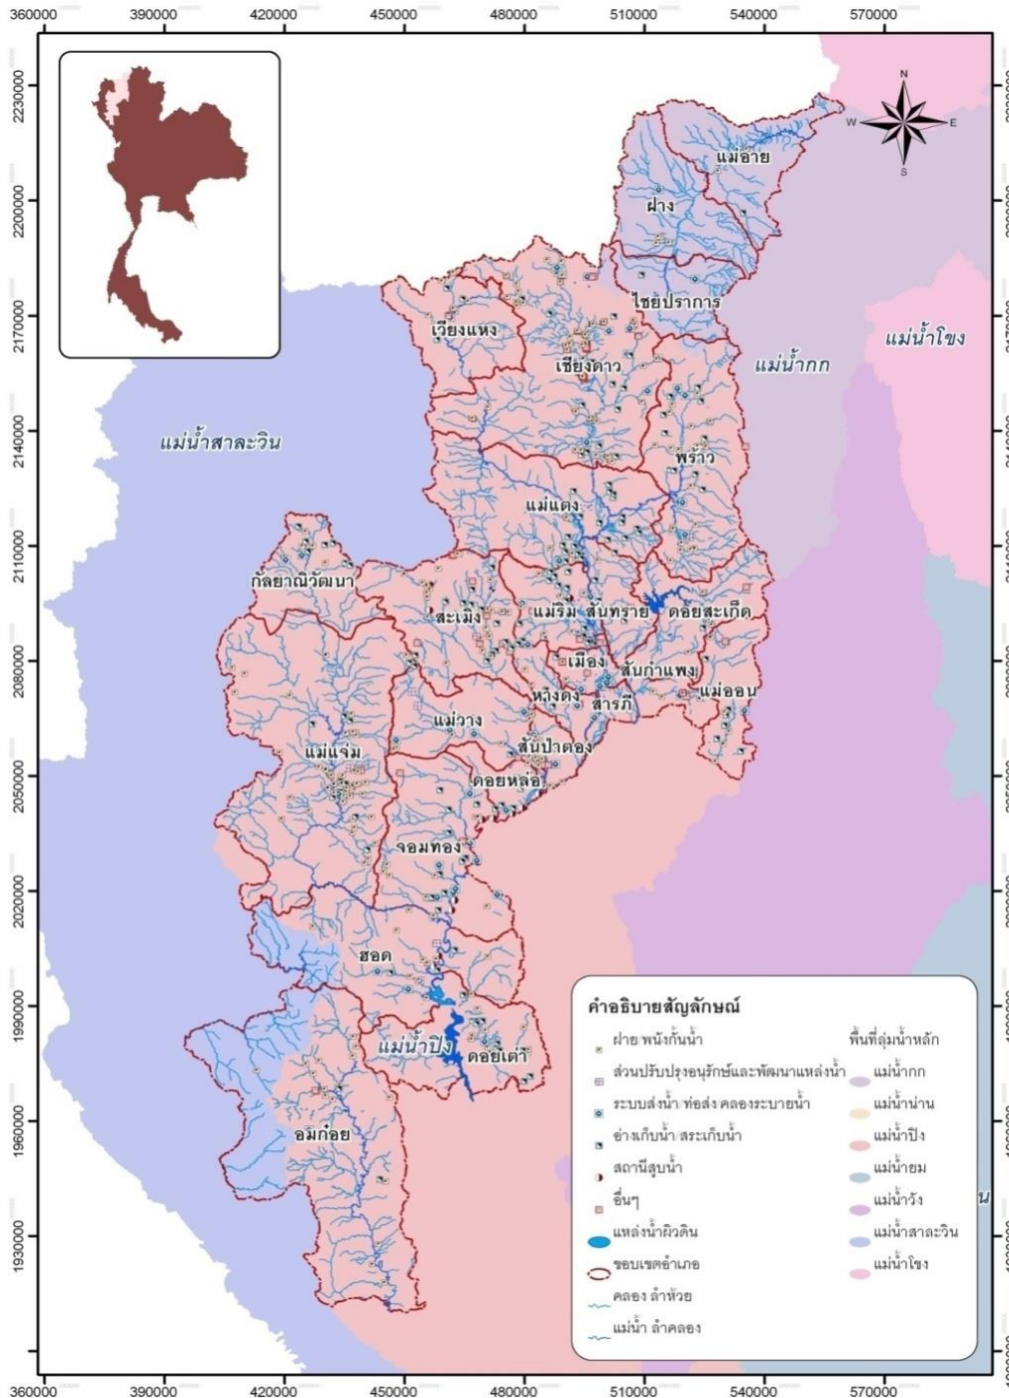 360000 390000 420000 450000 480000 510000 540000 570000
2230000
2200000
2170000
2140000
2110000
2080000
2050000
2020000
1990000
1960000
1930000
N
W E
S
แม่อาย
ฝาง
ไชยปราการ
เวียงแหง
เชียงดาว
แม่น้ำกก
แม่น้ำโขง
แม่น้ำสาละวิน
พร้าว
แม่แตง
กัลยาณิวัฒนา
สะเมิง
แม่ริม
สันทราย
ดอยสะเก็ด
เมือง
สันกำแพง
หางดง
สารภี
แม่ออน
แม่วาง
สันป่าตอง
แม่แจ่ม
ดอยหล่อ
จอมทอง
ฮอด
แม่น้ำปิง
ดอยเต่า
อมก๋อย
คำอธิบายสัญลักษณ์
ฝาย/พนังกั้นน้ำ
ส่วนปรับปรุงอนุรักษ์และพัฒนาแหล่งน้ำ
ระบบส่งน้ำ/ท่อส่ง/คลองระบายน้ำ
อ่างเก็บน้ำ/สระเก็บน้ำ
สถานีสูบน้ำ
อื่นๆ
แหล่งน้ำผิวดิน
ขอบเขตอำเภอ
คลอง ลำห้วย
แม่น้ำ ลำคลอง
พื้นที่ลุ่มน้ำหลัก
แม่น้ำกก
แม่น้ำน่าน
แม่น้ำปิง
แม่น้ำยม
แม่น้ำวัง
แม่น้ำสาละวิน
แม่น้ำโขง
น
360000 390000 420000 450000 480000 510000 540000 570000